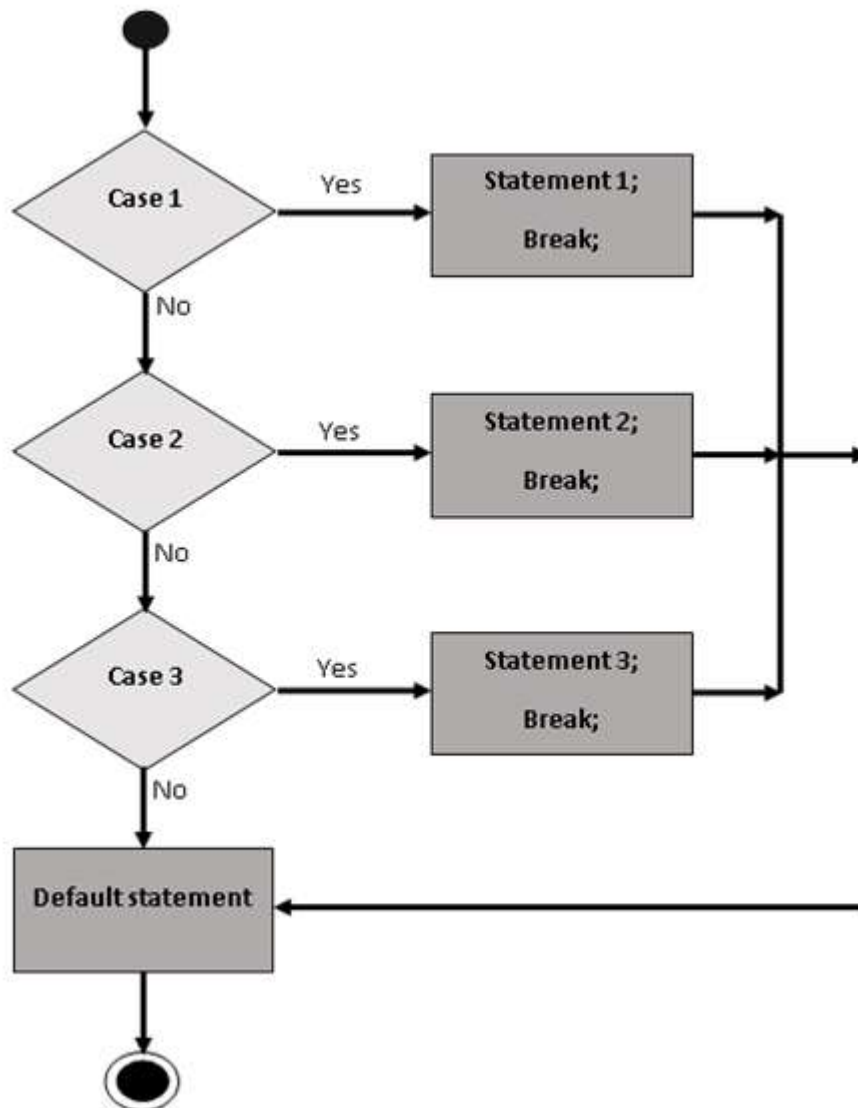 Case 1
Yes
Statement 1;
Break;
No
Case 2
Yes
Statement 2;
Break;
No
Case 3
Yes
Statement 3;
Break;
No
Default statement